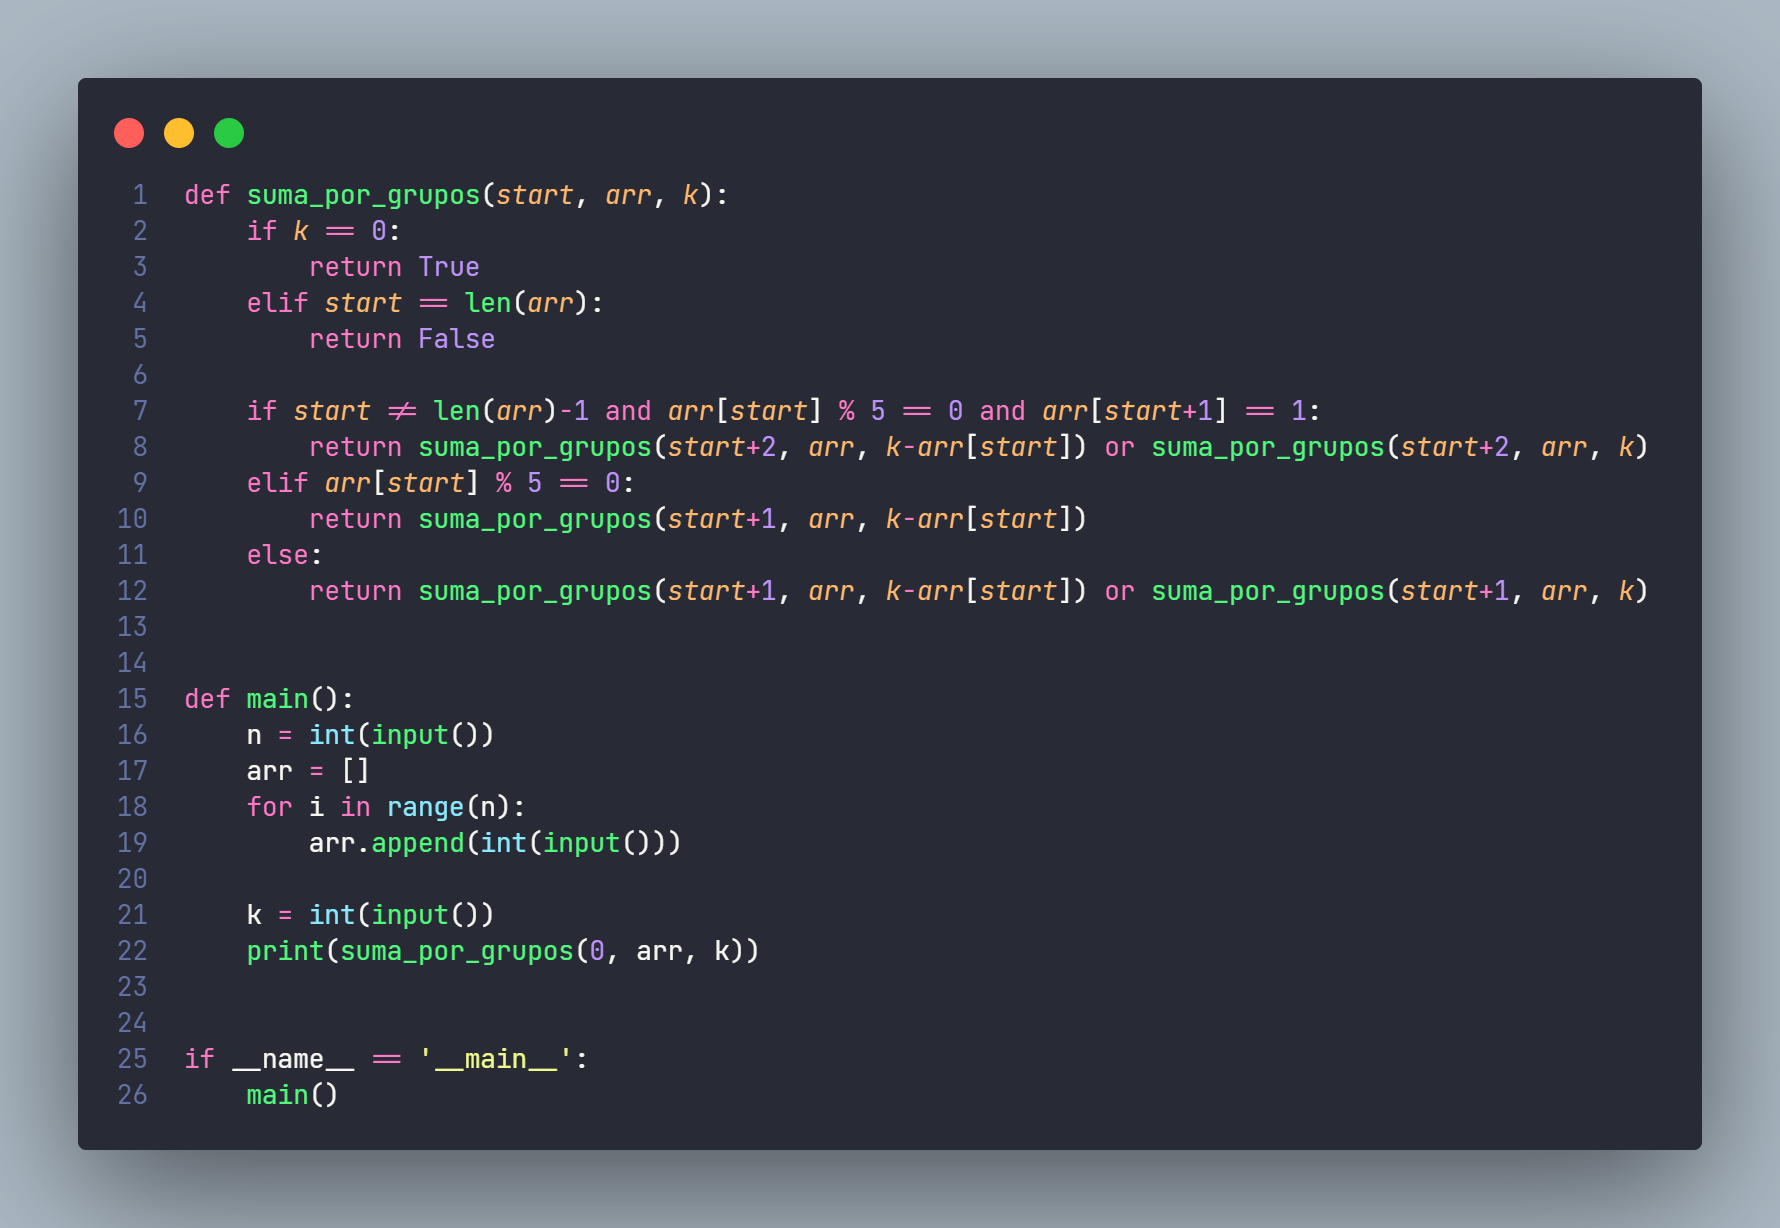 1 def suma_por_grupos(start, arr, k):
2     if k == 0:
3         return True
4     elif start == len(arr):
5         return False
6
7     if start != len(arr)-1 and arr[start] % 5 == 0 and arr[start+1] == 1:
8         return suma_por_grupos(start+2, arr, k-arr[start]) or suma_por_grupos(start+2, arr, k)
9     elif arr[start] % 5 == 0:
10         return suma_por_grupos(start+1, arr, k-arr[start])
11     else:
12         return suma_por_grupos(start+1, arr, k-arr[start]) or suma_por_grupos(start+1, arr, k)
13
14
15 def main():
16     n = int(input())
17     arr = []
18     for i in range(n):
19         arr.append(int(input()))
20
21     k = int(input())
22     print(suma_por_grupos(0, arr, k))
23
24
25 if __name__ == '__main__':
26     main()